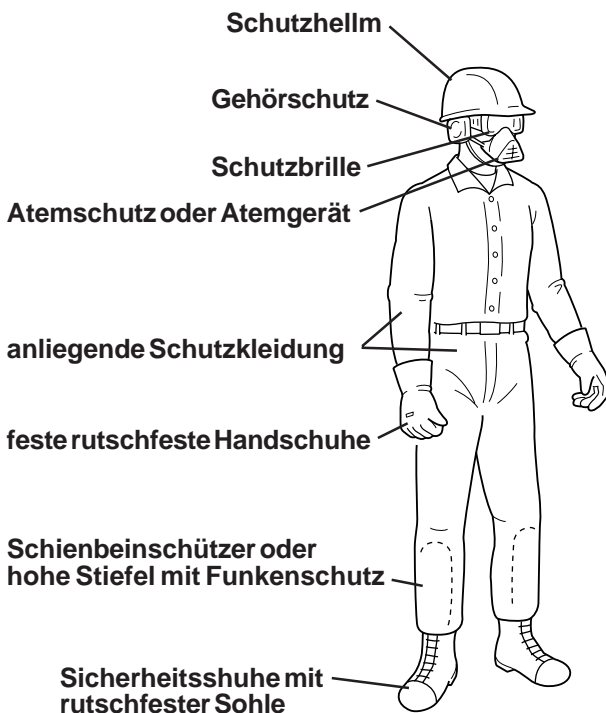 Schutzhellm
Gehörschutz
Schutzbrille
Atemschutz oder Atemgerät
anliegende Schutzkleidung
feste rutschfeste Handschuhe
Schienbeinschützer oder
hohe Stiefel mit Funkenschutz
Sicherheitsshuhe mit
rutschfester Sohle